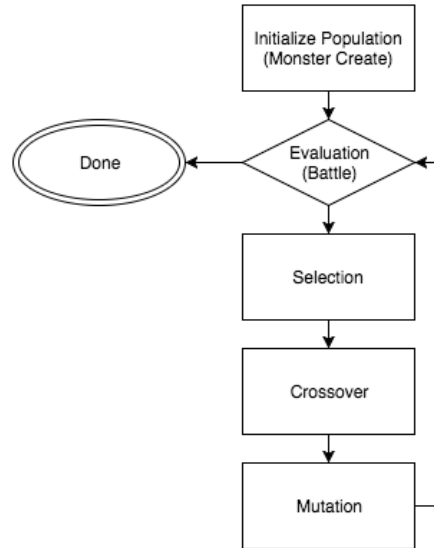 Initialize Population
(Monster Create)
Done
Evaluation
(Battle)
Selection
Crossover
Mutation